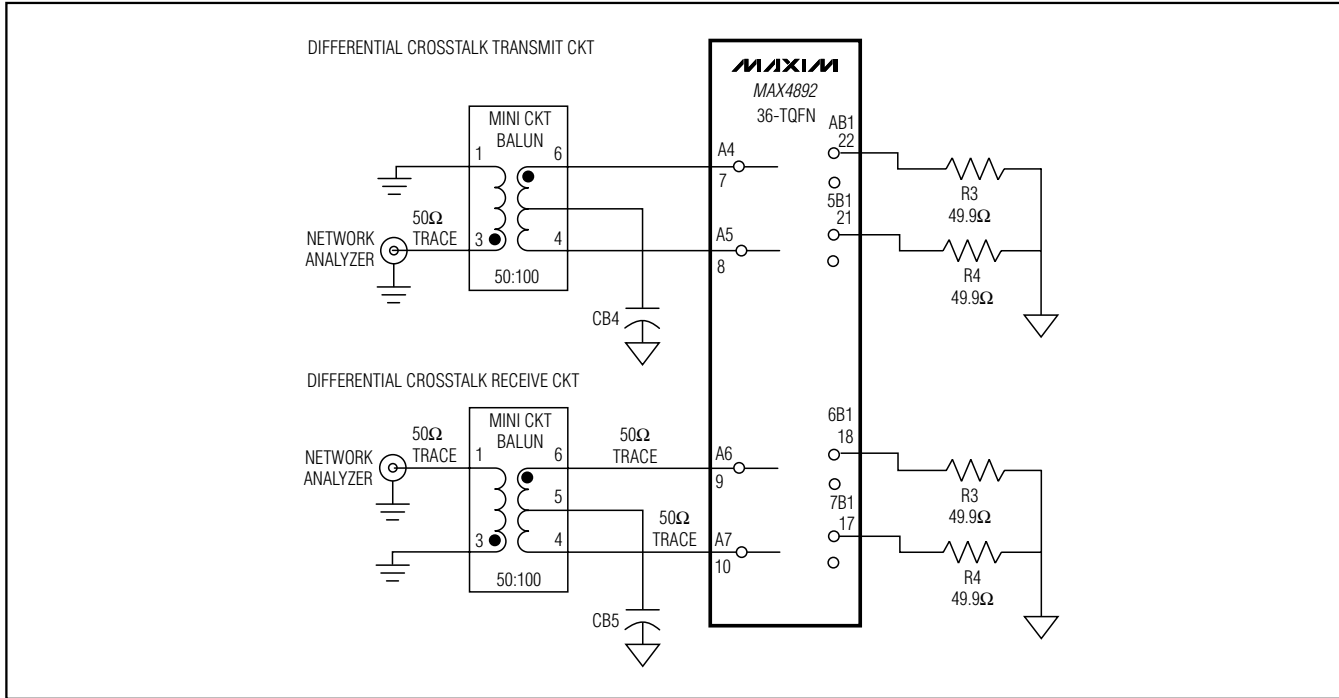 DIFFERENTIAL CROSSTALK TRANSMIT CKT
MAXIM
MAX4892
36-TQFN
MINI CKT
BALUN
1
6
3
4
50:100
50Ω
TRACE
NETWORK
ANALYZER
CB4
A4
7
A5
8
AB1
22
5B1
21
R3
49.9Ω
R4
49.9Ω
DIFFERENTIAL CROSSTALK RECEIVE CKT
MINI CKT
BALUN
1
6
5
3
4
50:100
50Ω
TRACE
NETWORK
ANALYZER
50Ω
TRACE
50Ω
TRACE
CB5
A6
9
A7
10
6B1
18
7B1
17
R3
49.9Ω
R4
49.9Ω